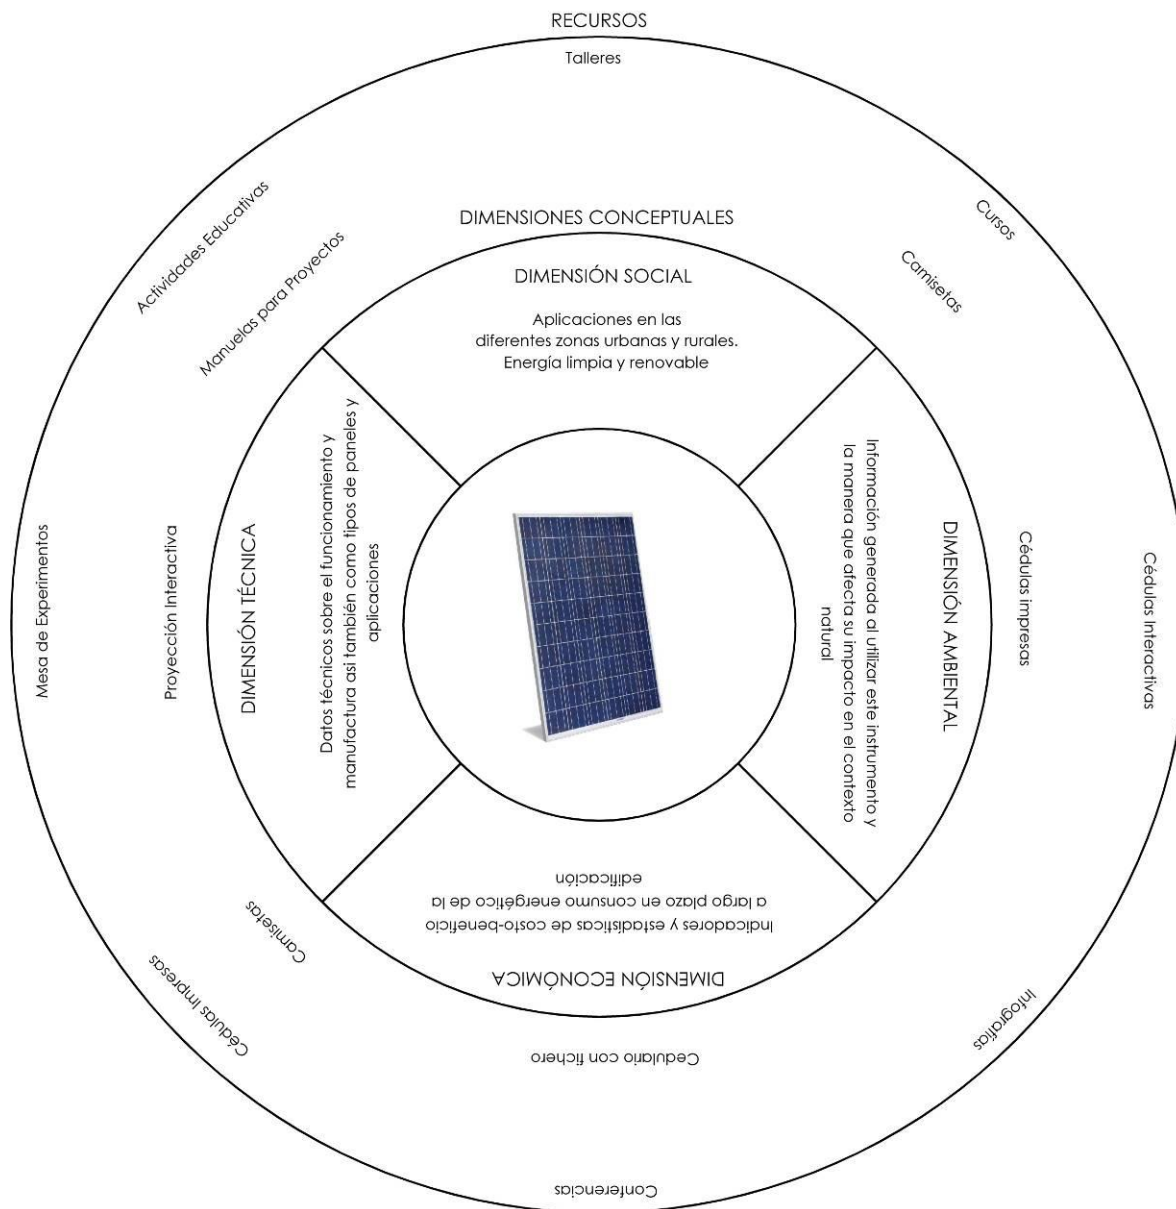 RECURSOS
Talleres
Actividades Educativas
Manuelas para Proyectos
Cursos
Camisetas
DIMENSIONES CONCEPTUALES
DIMENSIÓN SOCIAL
Aplicaciones en las
diferentes zonas urbanas y rurales.
Energía limpia y renovable
Mesa de Experimentos
Proyección Interactiva
DIMENSIÓN TÉCNICA
Datos técnicos sobre el funcionamiento y
manufactura asi también como tipos de paneles y
aplicaciones
Información generada al utilizar este instrumento y
la manera que afecta su impacto en el contexto
natural
DIMENSIÓN AMBIENTAL
Cédulas impresas
Cédulas Interactivas
Indicadores y estadísticas de costo-beneficio
a largo plazo en consumo energético de la
edificación
DIMENSIÓN ECONÓMICA
Camisetas
Cédulas Impresas
Cedulario con fichero
Infografías
Conferencias